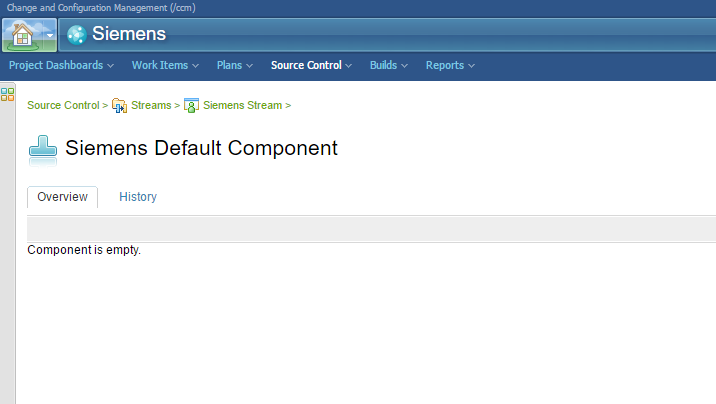 Change and Configuration Management (/ccm)
Siemens
Project Dashboards Work Items Plans Source Control Builds Reports
Source Control > Streams > Siemens Stream >
Siemens Default Component
Overview History
Component is empty.